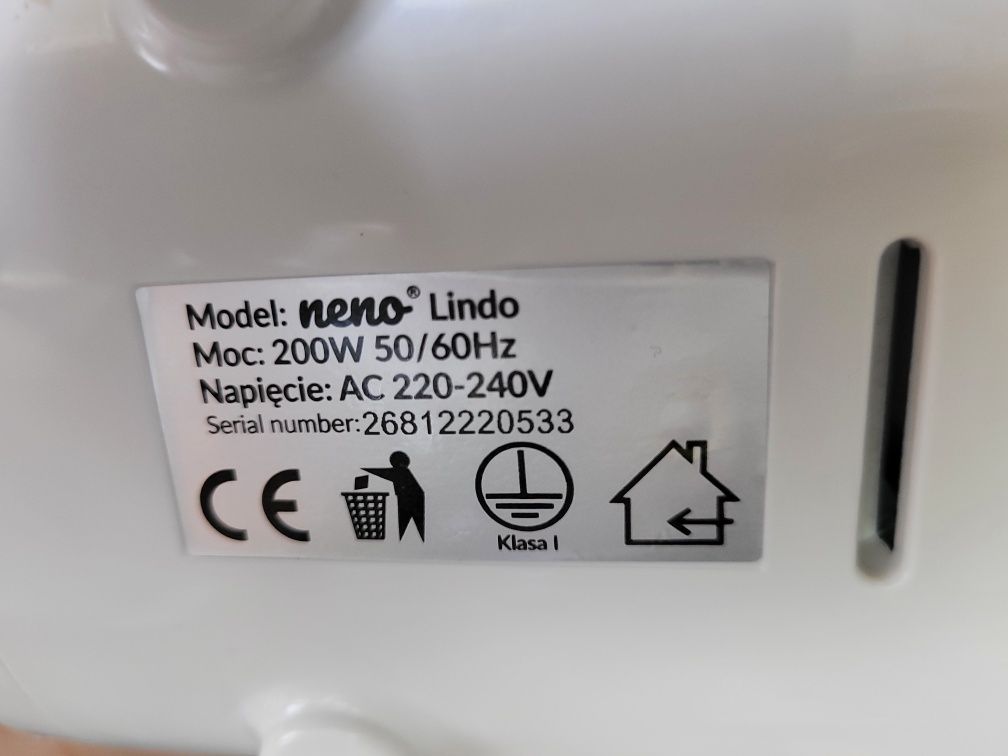 Model: neno® Lindo
Moc: 200W 50/60Hz
Napięcie: AC 220-240V
Serial number: 26812220533
CE
Klasa I